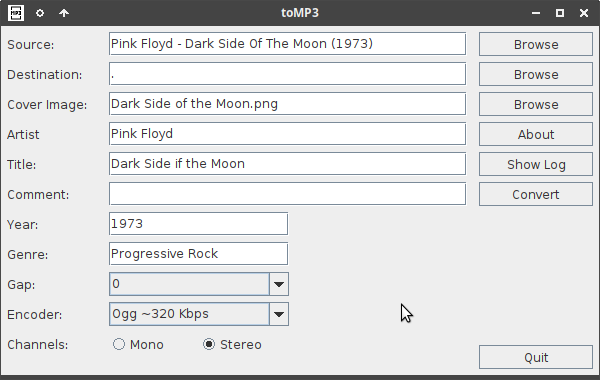 toMP3
Source: Pink Floyd - Dark Side Of The Moon (1973) Browse
Destination: . Browse
Cover Image: Dark Side of the Moon.png Browse
Artist Pink Floyd About
Title: Dark Side if the Moon Show Log
Comment: Convert
Year: 1973
Genre: Progressive Rock
Gap: 0
Encoder: Ogg ~320 Kbps
Channels: Mono Stereo
Quit